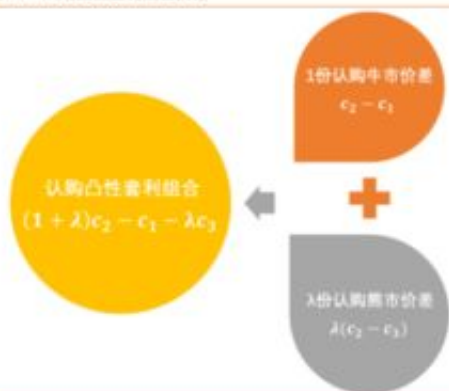 1份认购牛市价差
c₂ − c₁
认购凸性套利组合
(1 + λ)c₂ − c₁ − λc₃
λ份认购熊市价差
λ(c₂ − c₃)